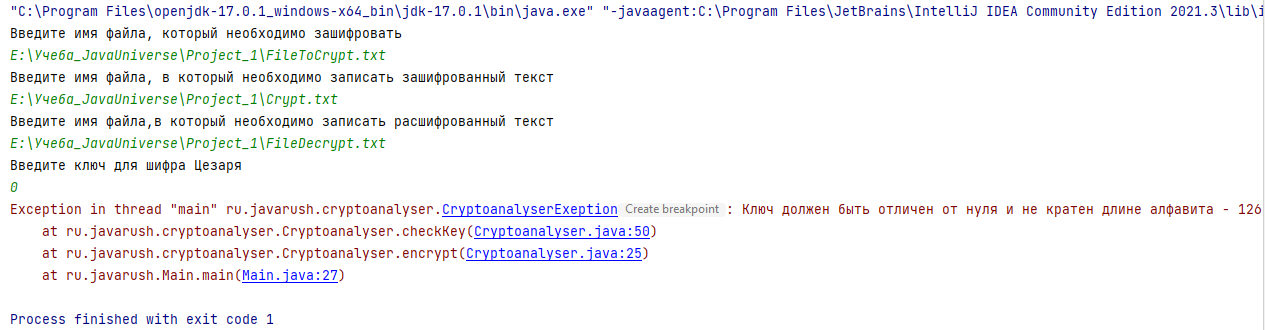 "C:\Program Files\openjdk-17.0.1_windows-x64_bin\jdk-17.0.1\bin\java.exe" "-javaagent:C:\Program Files\JetBrains\IntelliJ IDEA Community Edition 2021.3\lib\i
Введите имя файла, который необходимо зашифровать
E:\Учеба_JavaUniverse\Project_1\FileToCrypt.txt
Введите имя файла, в который необходимо записать зашифрованный текст
E:\Учеба_JavaUniverse\Project_1\Crypt.txt
Введите имя файла,в который необходимо записать расшифрованный текст
E:\Учеба_JavaUniverse\Project_1\FileDecrypt.txt
Введите ключ для шифра Цезаря
0
Exception in thread "main" ru.javarush.cryptoanalyser.CryptoanalyserExeption Create breakpoint : Ключ должен быть отличен от нуля и не кратен длине алфавита - 126
at ru.javarush.cryptoanalyser.Cryptoanalyser.checkKey(Cryptoanalyser.java:50)
at ru.javarush.cryptoanalyser.Cryptoanalyser.encrypt(Cryptoanalyser.java:25)
at ru.javarush.Main.main(Main.java:27)
Process finished with exit code 1